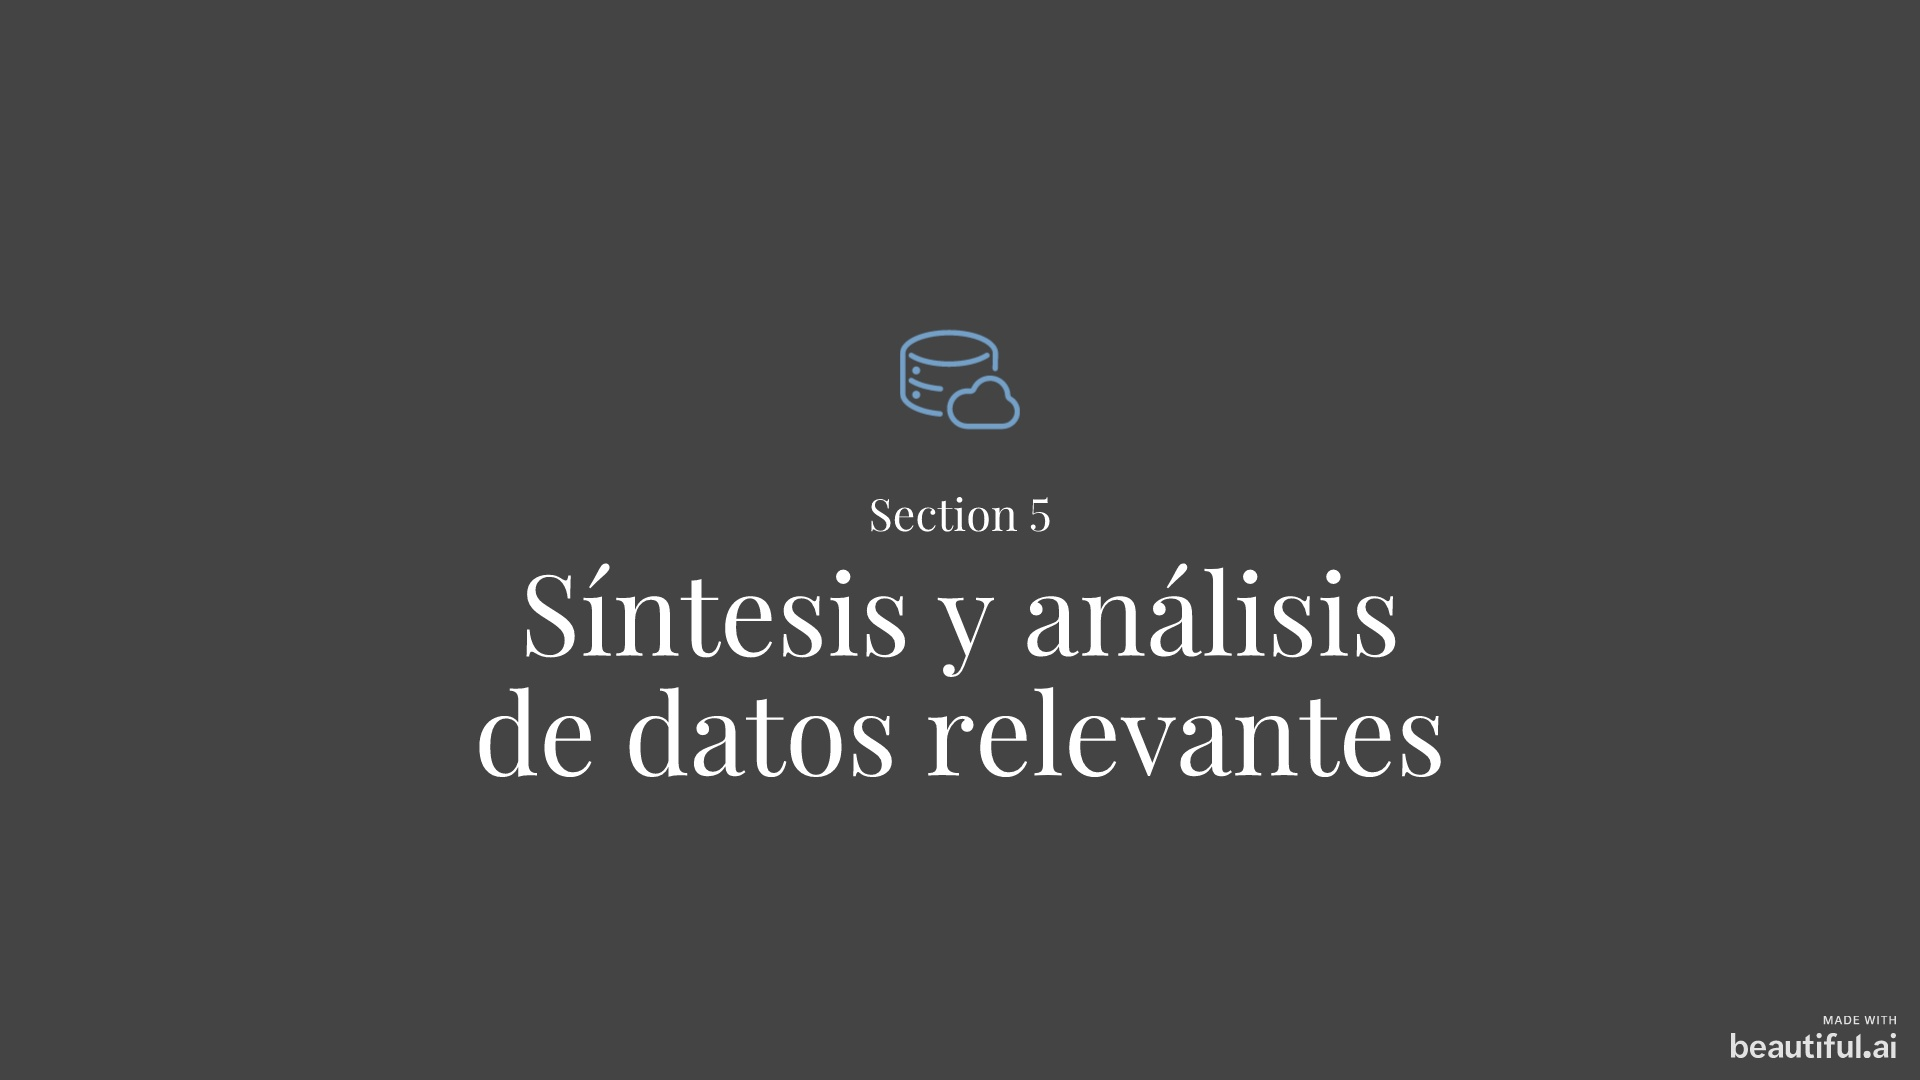 Section 5
Síntesis y análisis
de datos relevantes
MADE WITH
beautiful.ai